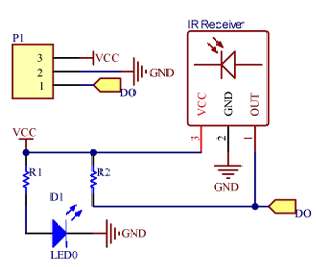 P1
IR Receiver
3
VCC
2
GND
1
DO
VCC
GND
OUT
3
2
1
VCC
R1
R2
GND
D1
DO
GND
LED0